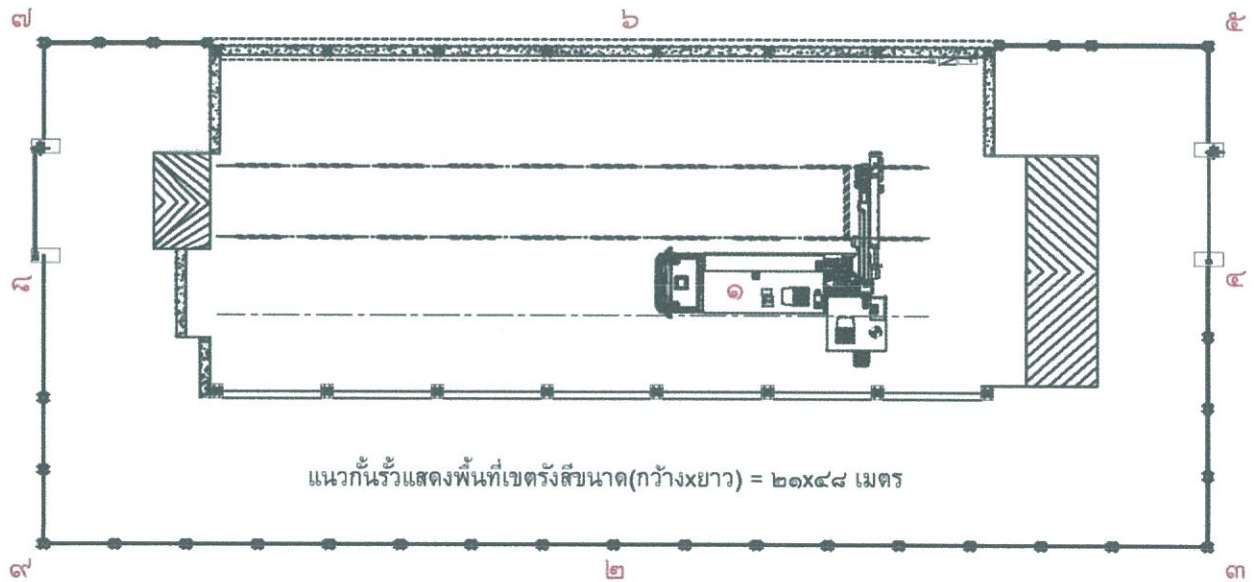 ๗ ๖ ๕
๘ ๑ ๔
แนวกั้นรั้วแสดงพื้นที่เขตรังสีขนาด(กว้างxยาว) = ๒๑x๔๘ เมตร
๙ ๒ ๓